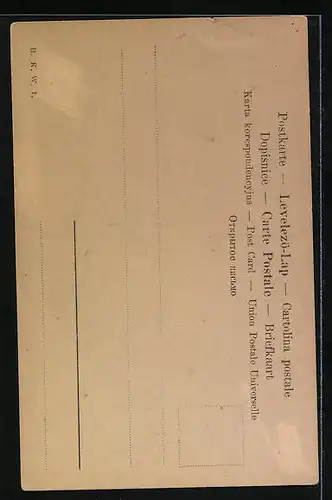 Postkarte — Levelező-Lap — Cartolina postale
Dopisnice — Carte Postale — Briefkaart
Karta korespondencyjna — Post Card — Union Postale Universelle
Открытое письмо
B. K. W. I.